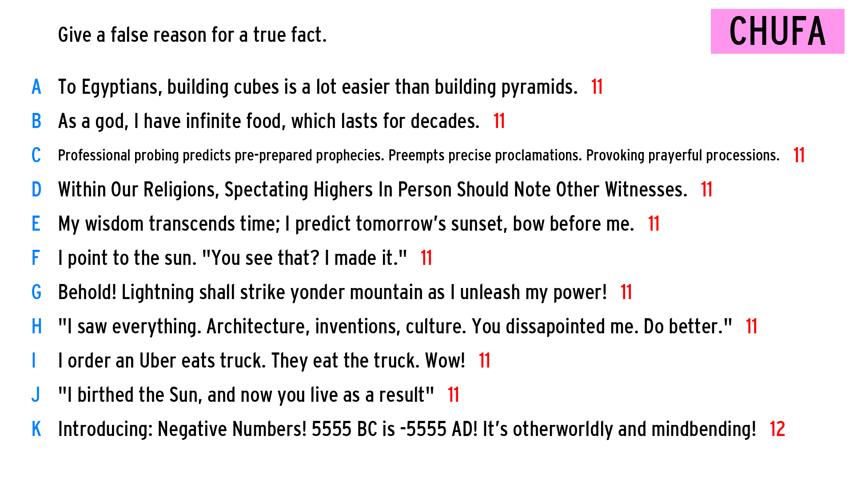 Give a false reason for a true fact.
CHUFA
A To Egyptians, building cubes is a lot easier than building pyramids. 11
B As a god, I have infinite food, which lasts for decades. 11
C Professional probing predicts pre-prepared prophecies. Preempts precise proclamations. Provoking prayerful processions. 11
D Within Our Religions, Spectating Highers In Person Should Note Other Witnesses. 11
E My wisdom transcends time; I predict tomorrow's sunset, bow before me. 11
F I point to the sun. "You see that? I made it." 11
G Behold! Lightning shall strike yonder mountain as I unleash my power! 11
H "I saw everything. Architecture, inventions, culture. You dissapointed me. Do better." 11
I I order an Uber eats truck. They eat the truck. Wow! 11
J "I birthed the Sun, and now you live as a result" 11
K Introducing: Negative Numbers! 5555 BC is -5555 AD! It's otherworldly and mindbending! 12